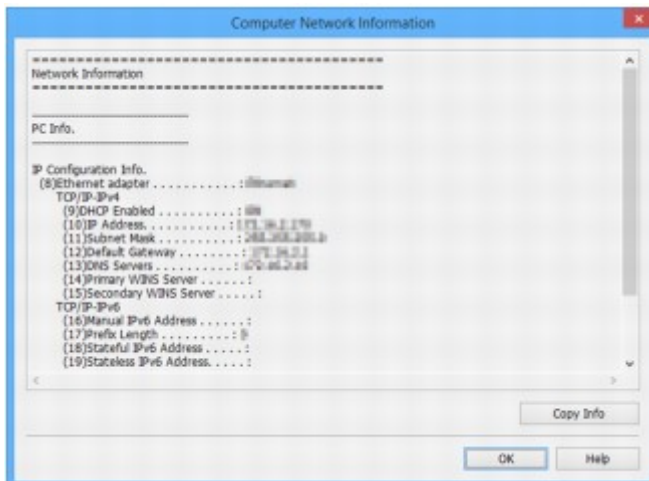 Computer Network Information
================================================
Network Information
================================================
PC Info.
IP Configuration Info.
(8)Ethernet adapter . . . . . . . . . . . . :
TCP/IP-IPv4
(9)DHCP Enabled . . . . . . . . . . :
(10)IP Address. . . . . . . . . . . . :
(11)Subnet Mask . . . . . . . . . . :
(12)Default Gateway . . . . . . . :
(13)DNS Servers . . . . . . . . . . :
(14)Primary WINS Server . . . . . . :
(15)Secondary WINS Server . . . . . :
TCP/IP-IPv6
(16)Manual IPv6 Address . . . . . . :
(17)Prefix Length . . . . . . . . . :
(18)Stateful IPv6 Address . . . . . :
(19)Stateless IPv6 Address. . . . . :
Copy Info
OK
Help